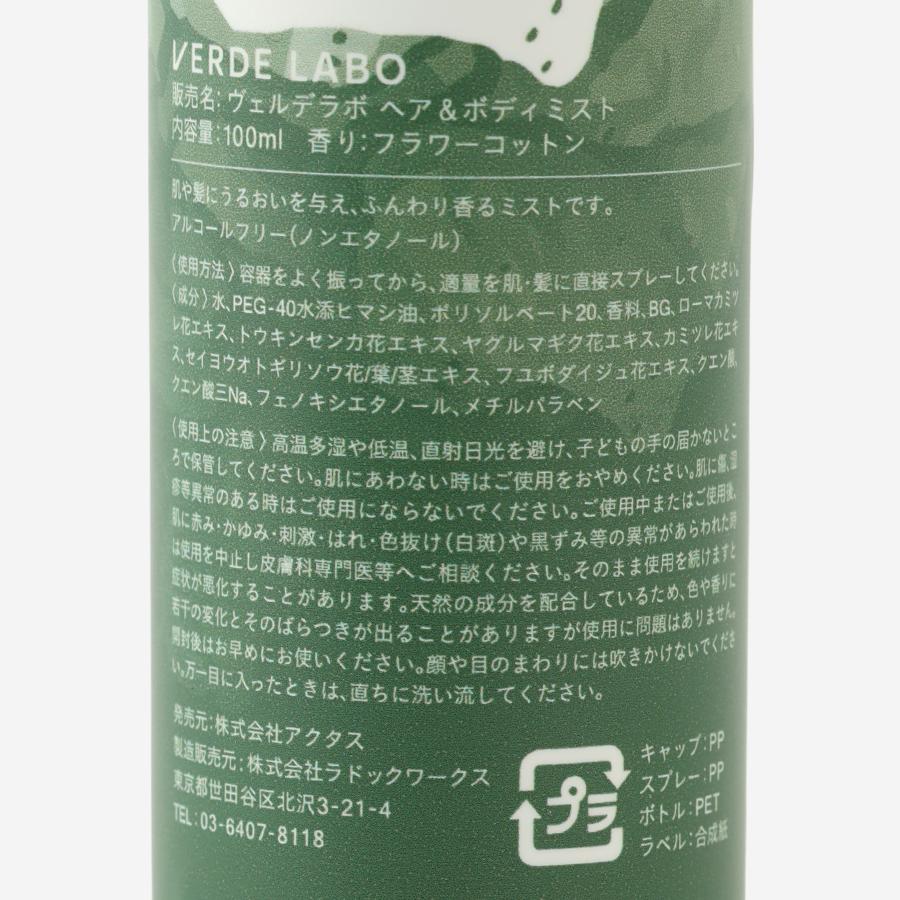 VERDE LABO
販売名：ヴェルデラボ ヘア＆ボディミスト
内容量：100ml　香り：フラワーコットン
肌や髪にうるおいを与え、ふんわり香るミストです。
アルコールフリー（ノンエタノール）
〈使用方法〉容器をよく振ってから、適量を肌・髪に直接スプレーしてください。
〈成分〉水、PEG-40水添ヒマシ油、ポリソルベート20、香料、BG、ローマカミツ
レ花エキス、トウキンセンカ花エキス、ヤグルマギク花エキス、カミツレ花エキ
ス、セイヨウオトギリソウ花/葉/茎エキス、フユボダイジュ花エキス、クエン酸、
クエン酸三Na、フェノキシエタノール、メチルパラベン
〈使用上の注意〉高温多湿や低温、直射日光を避け、子どもの手の届かないとこ
ろで保管してください。肌にあわない時はご使用をおやめください。肌に傷、湿
疹等異常のある時はご使用にならないでください。ご使用中またはご使用後、
肌に赤み・かゆみ・刺激・はれ・色抜け（白斑）や黒ずみ等の異常があらわれた時
は使用を中止し皮膚科専門医等へご相談ください。そのまま使用を続けますと
症状が悪化することがあります。天然の成分を配合しているため、色や香りに
若干の変化とそのばらつきが出ることがありますが使用に問題はありません。
開封後はお早めにお使いください。顔や目のまわりには吹きかけないでくださ
い。万一目に入ったときは、直ちに洗い流してください。
発売元：株式会社アクタス
製造販売元：株式会社ラドックワークス
東京都世田谷区北沢3-21-4
TEL：03-6407-8118
プラ
キャップ：PP
スプレー：PP
ボトル：PET
ラベル：合成紙